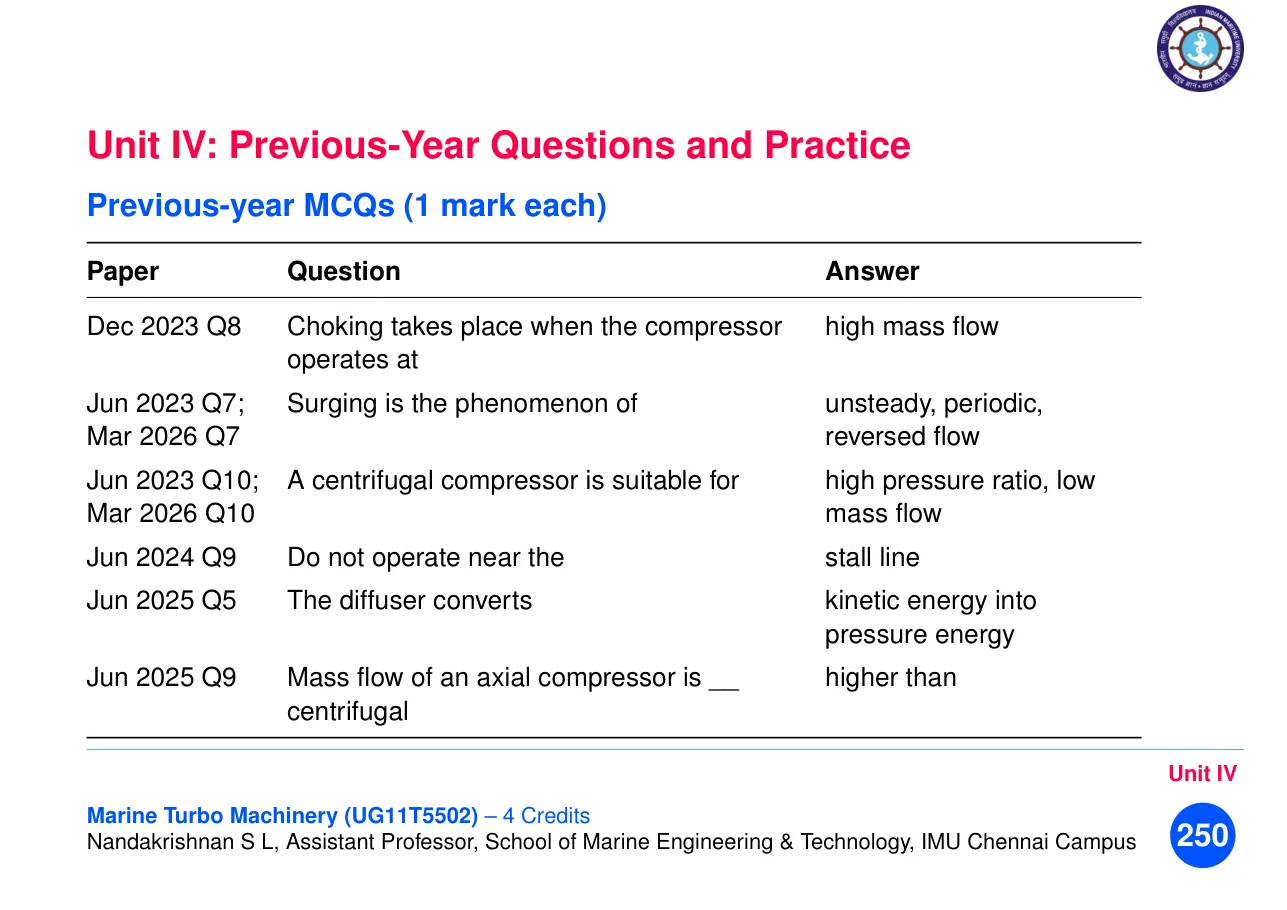 INDIAN MARITIME UNIVERSITY
Unit IV: Previous-Year Questions and Practice
Previous-year MCQs (1 mark each)
Paper Question Answer
Dec 2023 Q8 Choking takes place when the compressor high mass flow
operates at
Jun 2023 Q7; Surging is the phenomenon of unsteady, periodic,
Mar 2026 Q7 reversed flow
Jun 2023 Q10; A centrifugal compressor is suitable for high pressure ratio, low
Mar 2026 Q10 mass flow
Jun 2024 Q9 Do not operate near the stall line
Jun 2025 Q5 The diffuser converts kinetic energy into
pressure energy
Jun 2025 Q9 Mass flow of an axial compressor is __ higher than
centrifugal
Unit IV
Marine Turbo Machinery (UG11T5502) – 4 Credits
Nandakrishnan S L, Assistant Professor, School of Marine Engineering & Technology, IMU Chennai Campus
250